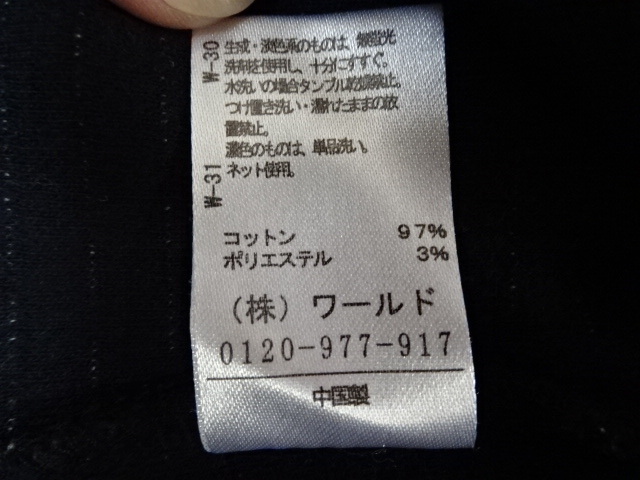 W-30
生成・淡色系のものは、無蛍光
洗剤を使用し、十分にすすぐ。
水洗いの場合タンブル乾燥禁止。
つけ置き洗い・濡れたままの放
置禁止。
W-31
濃色のものは、単品洗い。
ネット使用。
コットン 97%
ポリエステル 3%
(株)ワールド
0120-977-917
中国製